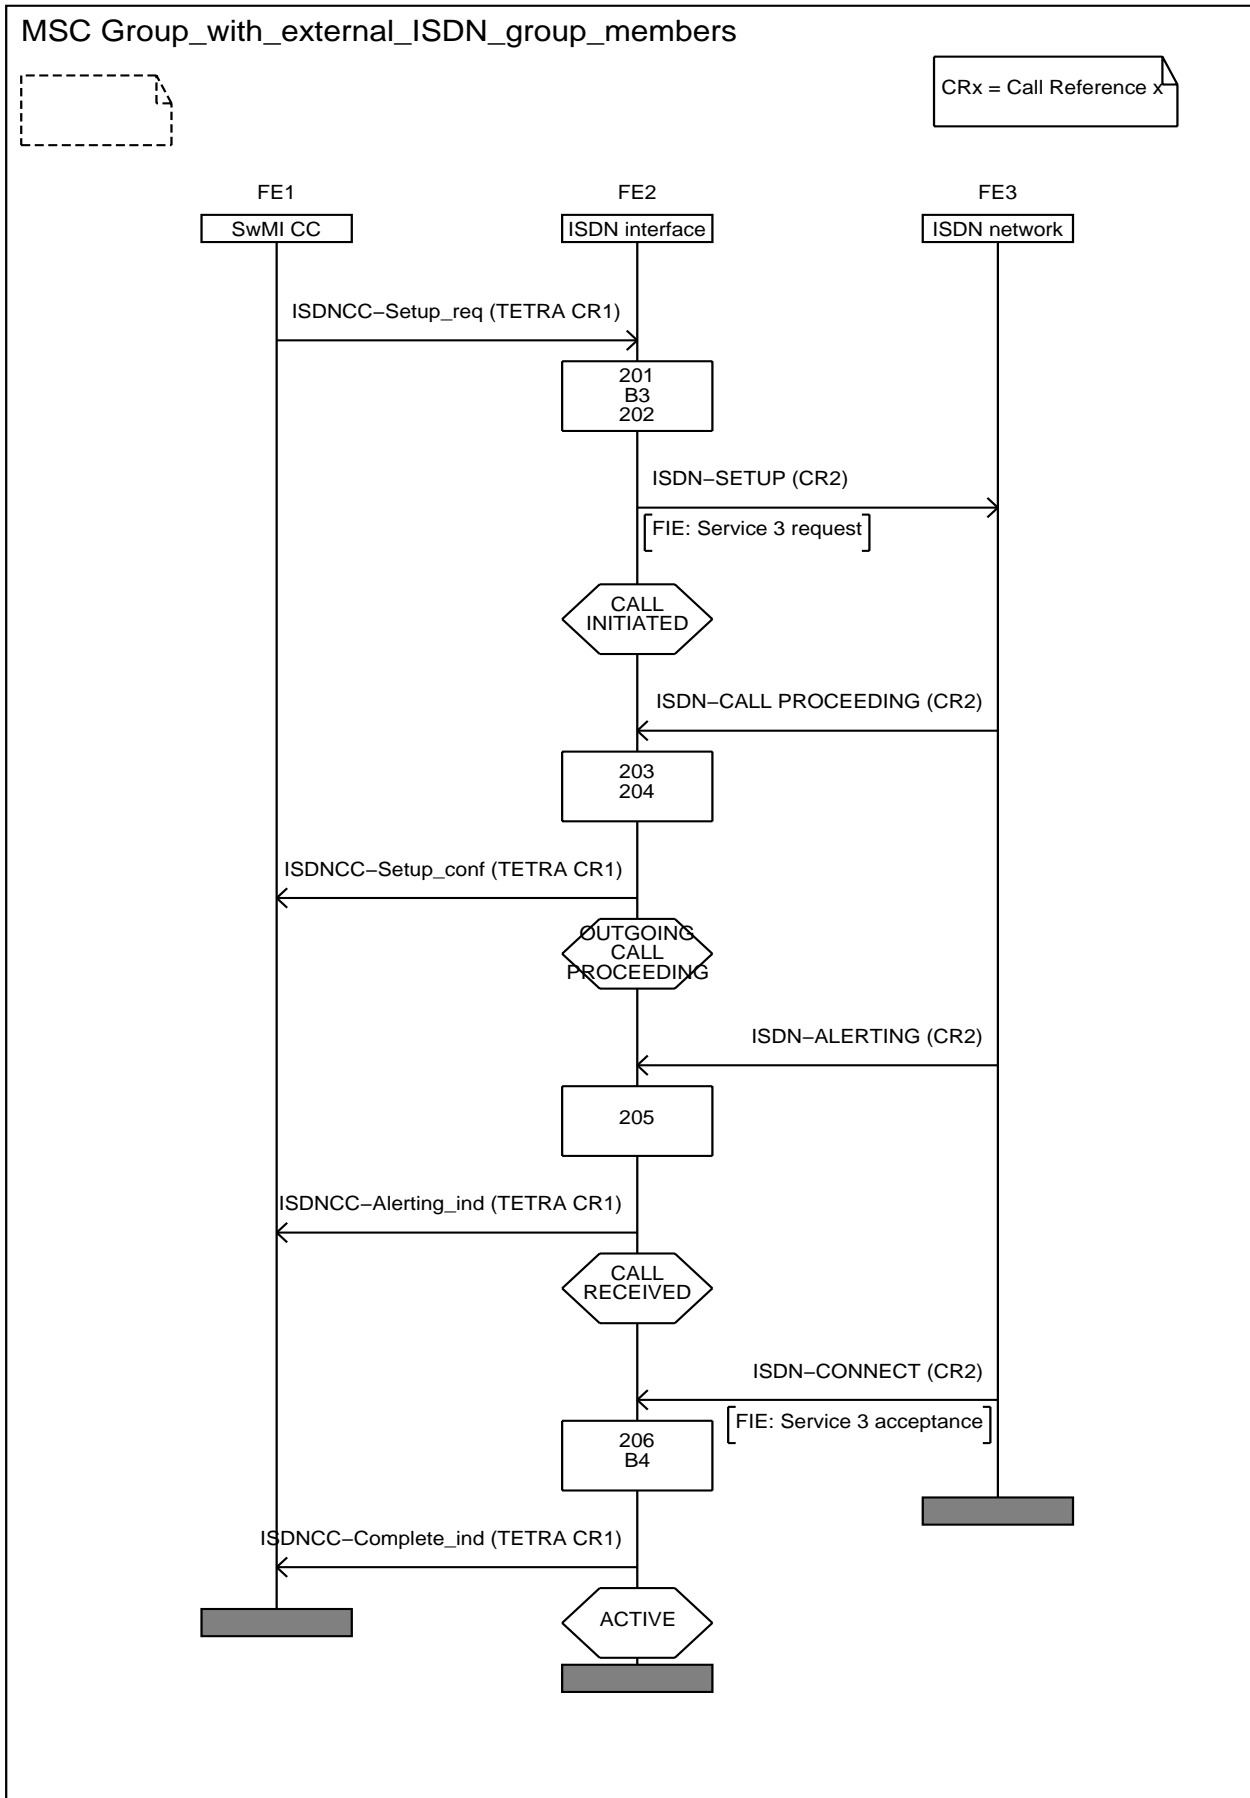 MSC Group_with_external_ISDN_group_members
CRx = Call Reference x
FE1
FE2
FE3
SwMI CC
ISDN interface
ISDN network
ISDNCC−Setup_req (TETRA CR1)
201
B3
202
ISDN−SETUP (CR2)
FIE: Service 3 request
CALL
INITIATED
ISDN−CALL PROCEEDING (CR2)
203
204
ISDNCC−Setup_conf (TETRA CR1)
OUTGOING
CALL
PROCEEDING
ISDN−ALERTING (CR2)
205
ISDNCC−Alerting_ind (TETRA CR1)
CALL
RECEIVED
ISDN−CONNECT (CR2)
FIE: Service 3 acceptance
206
B4
ISDNCC−Complete_ind (TETRA CR1)
ACTIVE